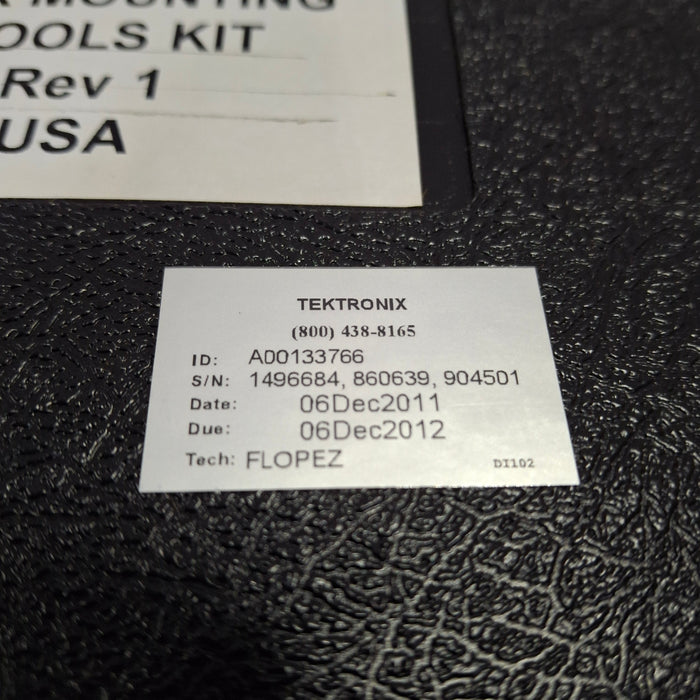 MOUNTING
OOLS KIT
Rev 1
USA
TEKTRONIX
(800) 438-8165
ID: A00133766
S/N: 1496684, 860639, 904501
Date: 06Dec2011
Due: 06Dec2012
Tech: FLOPEZ
DI102